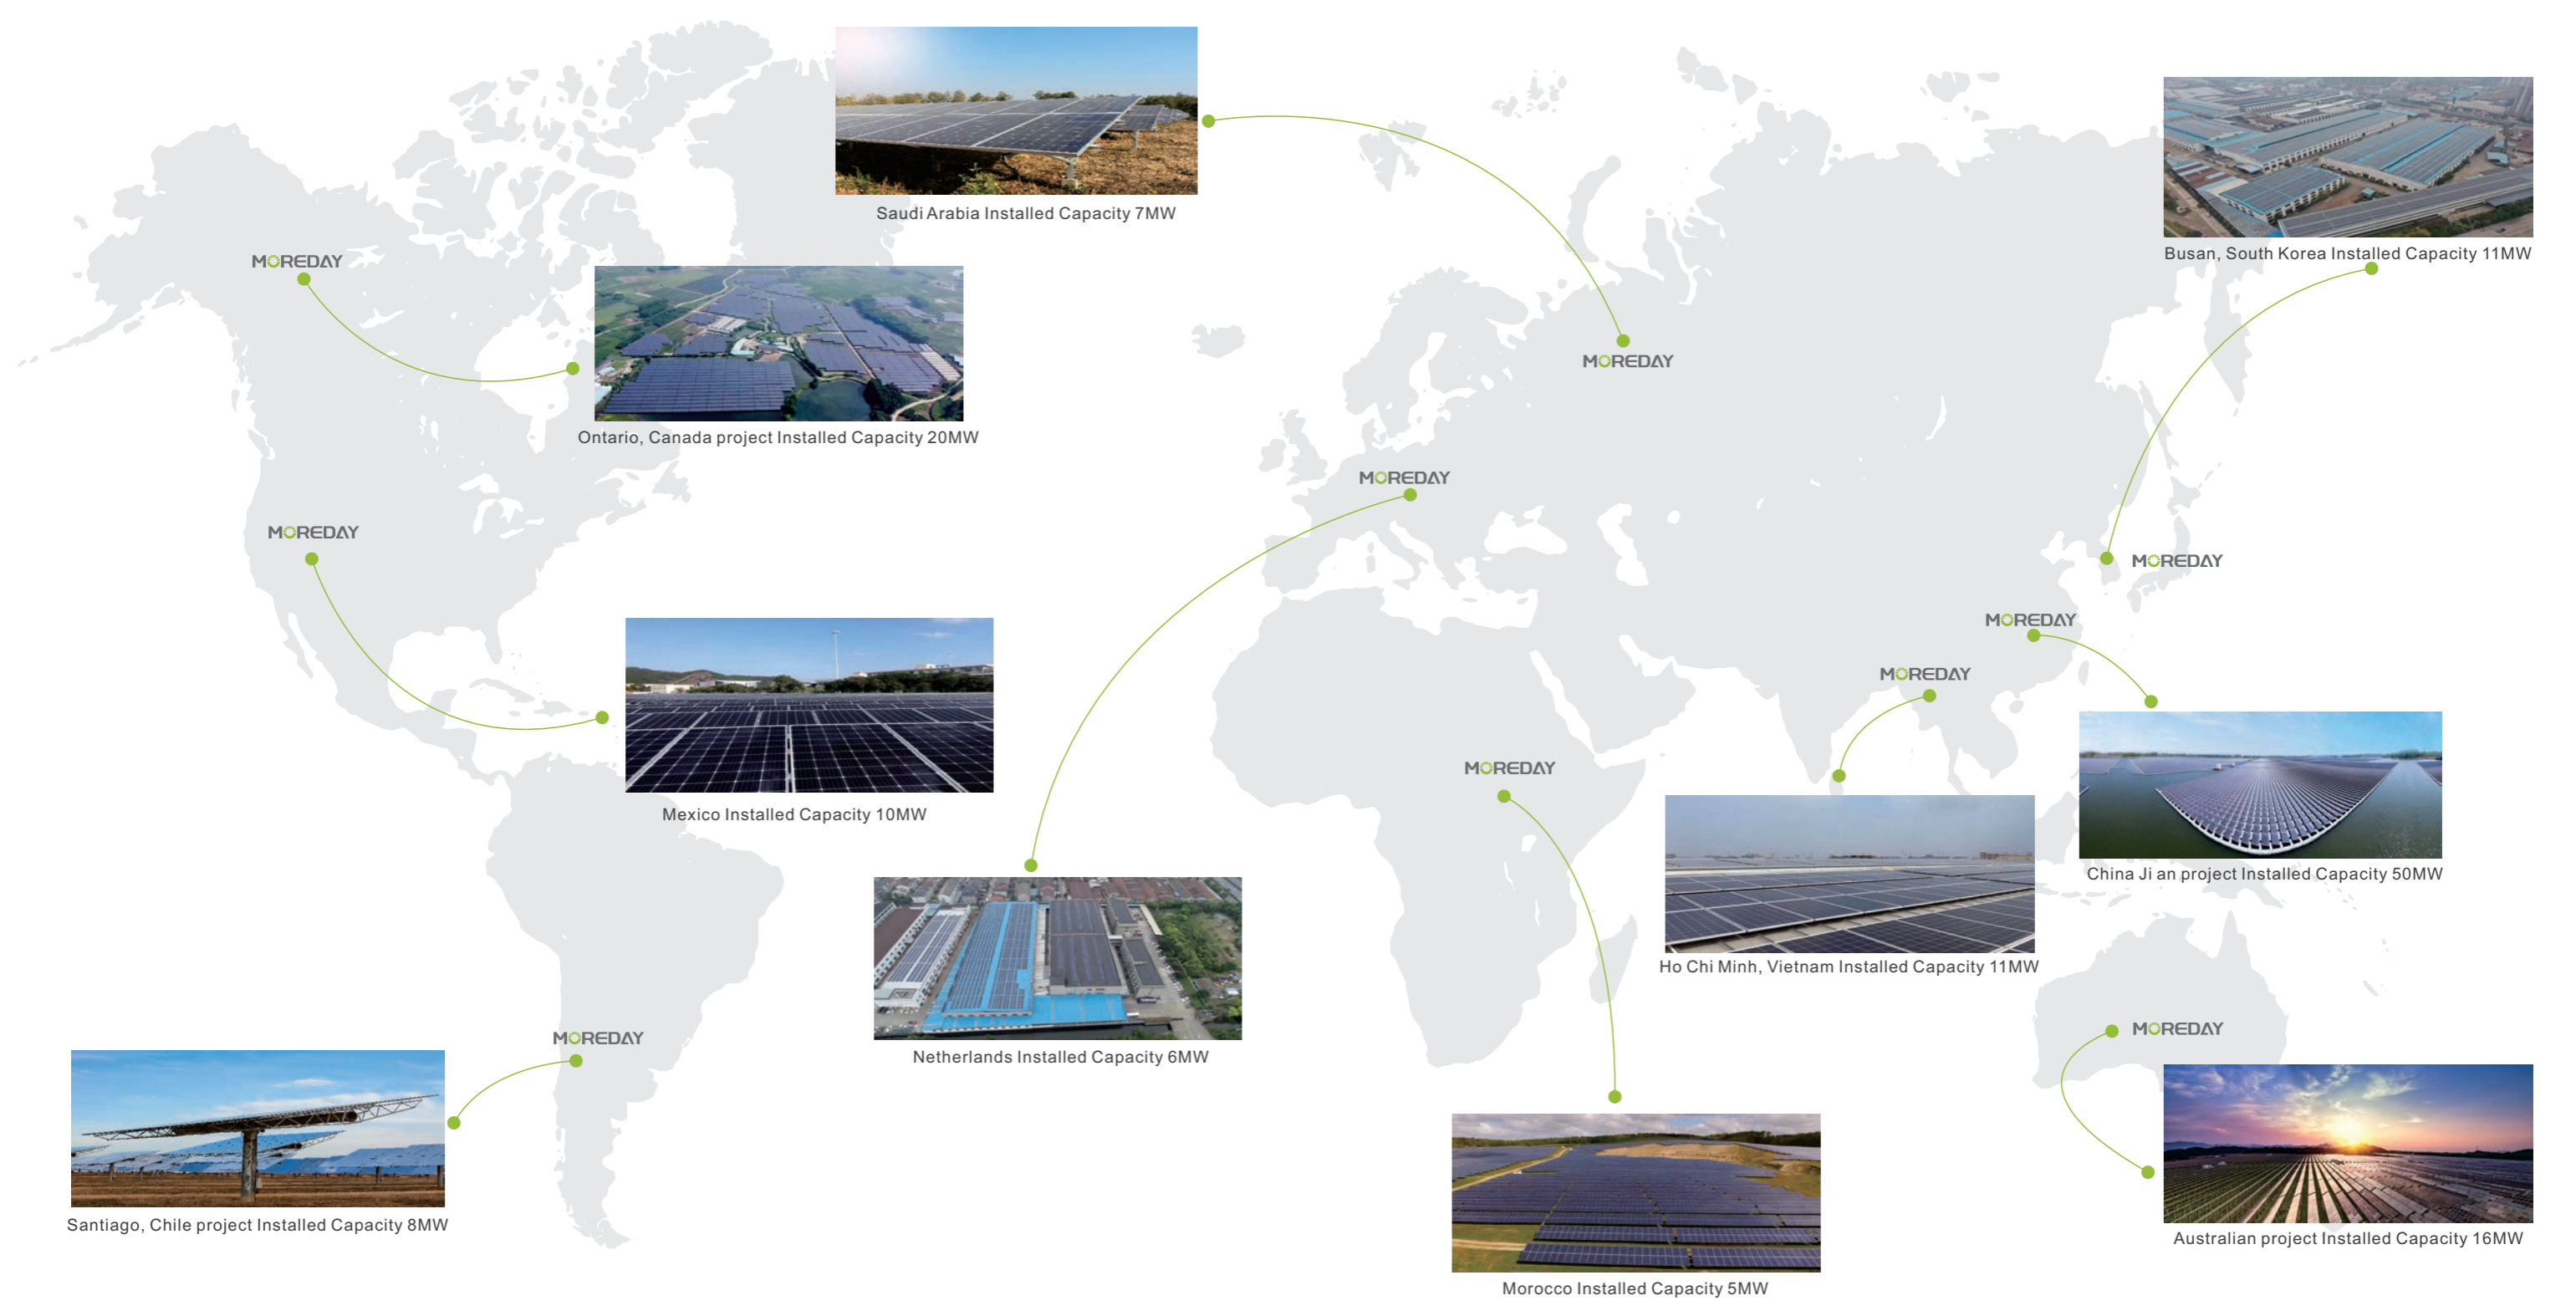 Saudi Arabia Installed Capacity 7MW
Busan, South Korea Installed Capacity 11MW
MOREDAY
MOREDAY
Ontario, Canada project Installed Capacity 20MW
MOREDAY
MOREDAY
MOREDAY
MOREDAY
MOREDAY
MOREDAY
Mexico Installed Capacity 10MW
China Ji an project Installed Capacity 50MW
Ho Chi Minh, Vietnam Installed Capacity 11MW
MOREDAY
MOREDAY
Netherlands Installed Capacity 6MW
Santiago, Chile project Installed Capacity 8MW
Australian project Installed Capacity 16MW
Morocco Installed Capacity 5MW